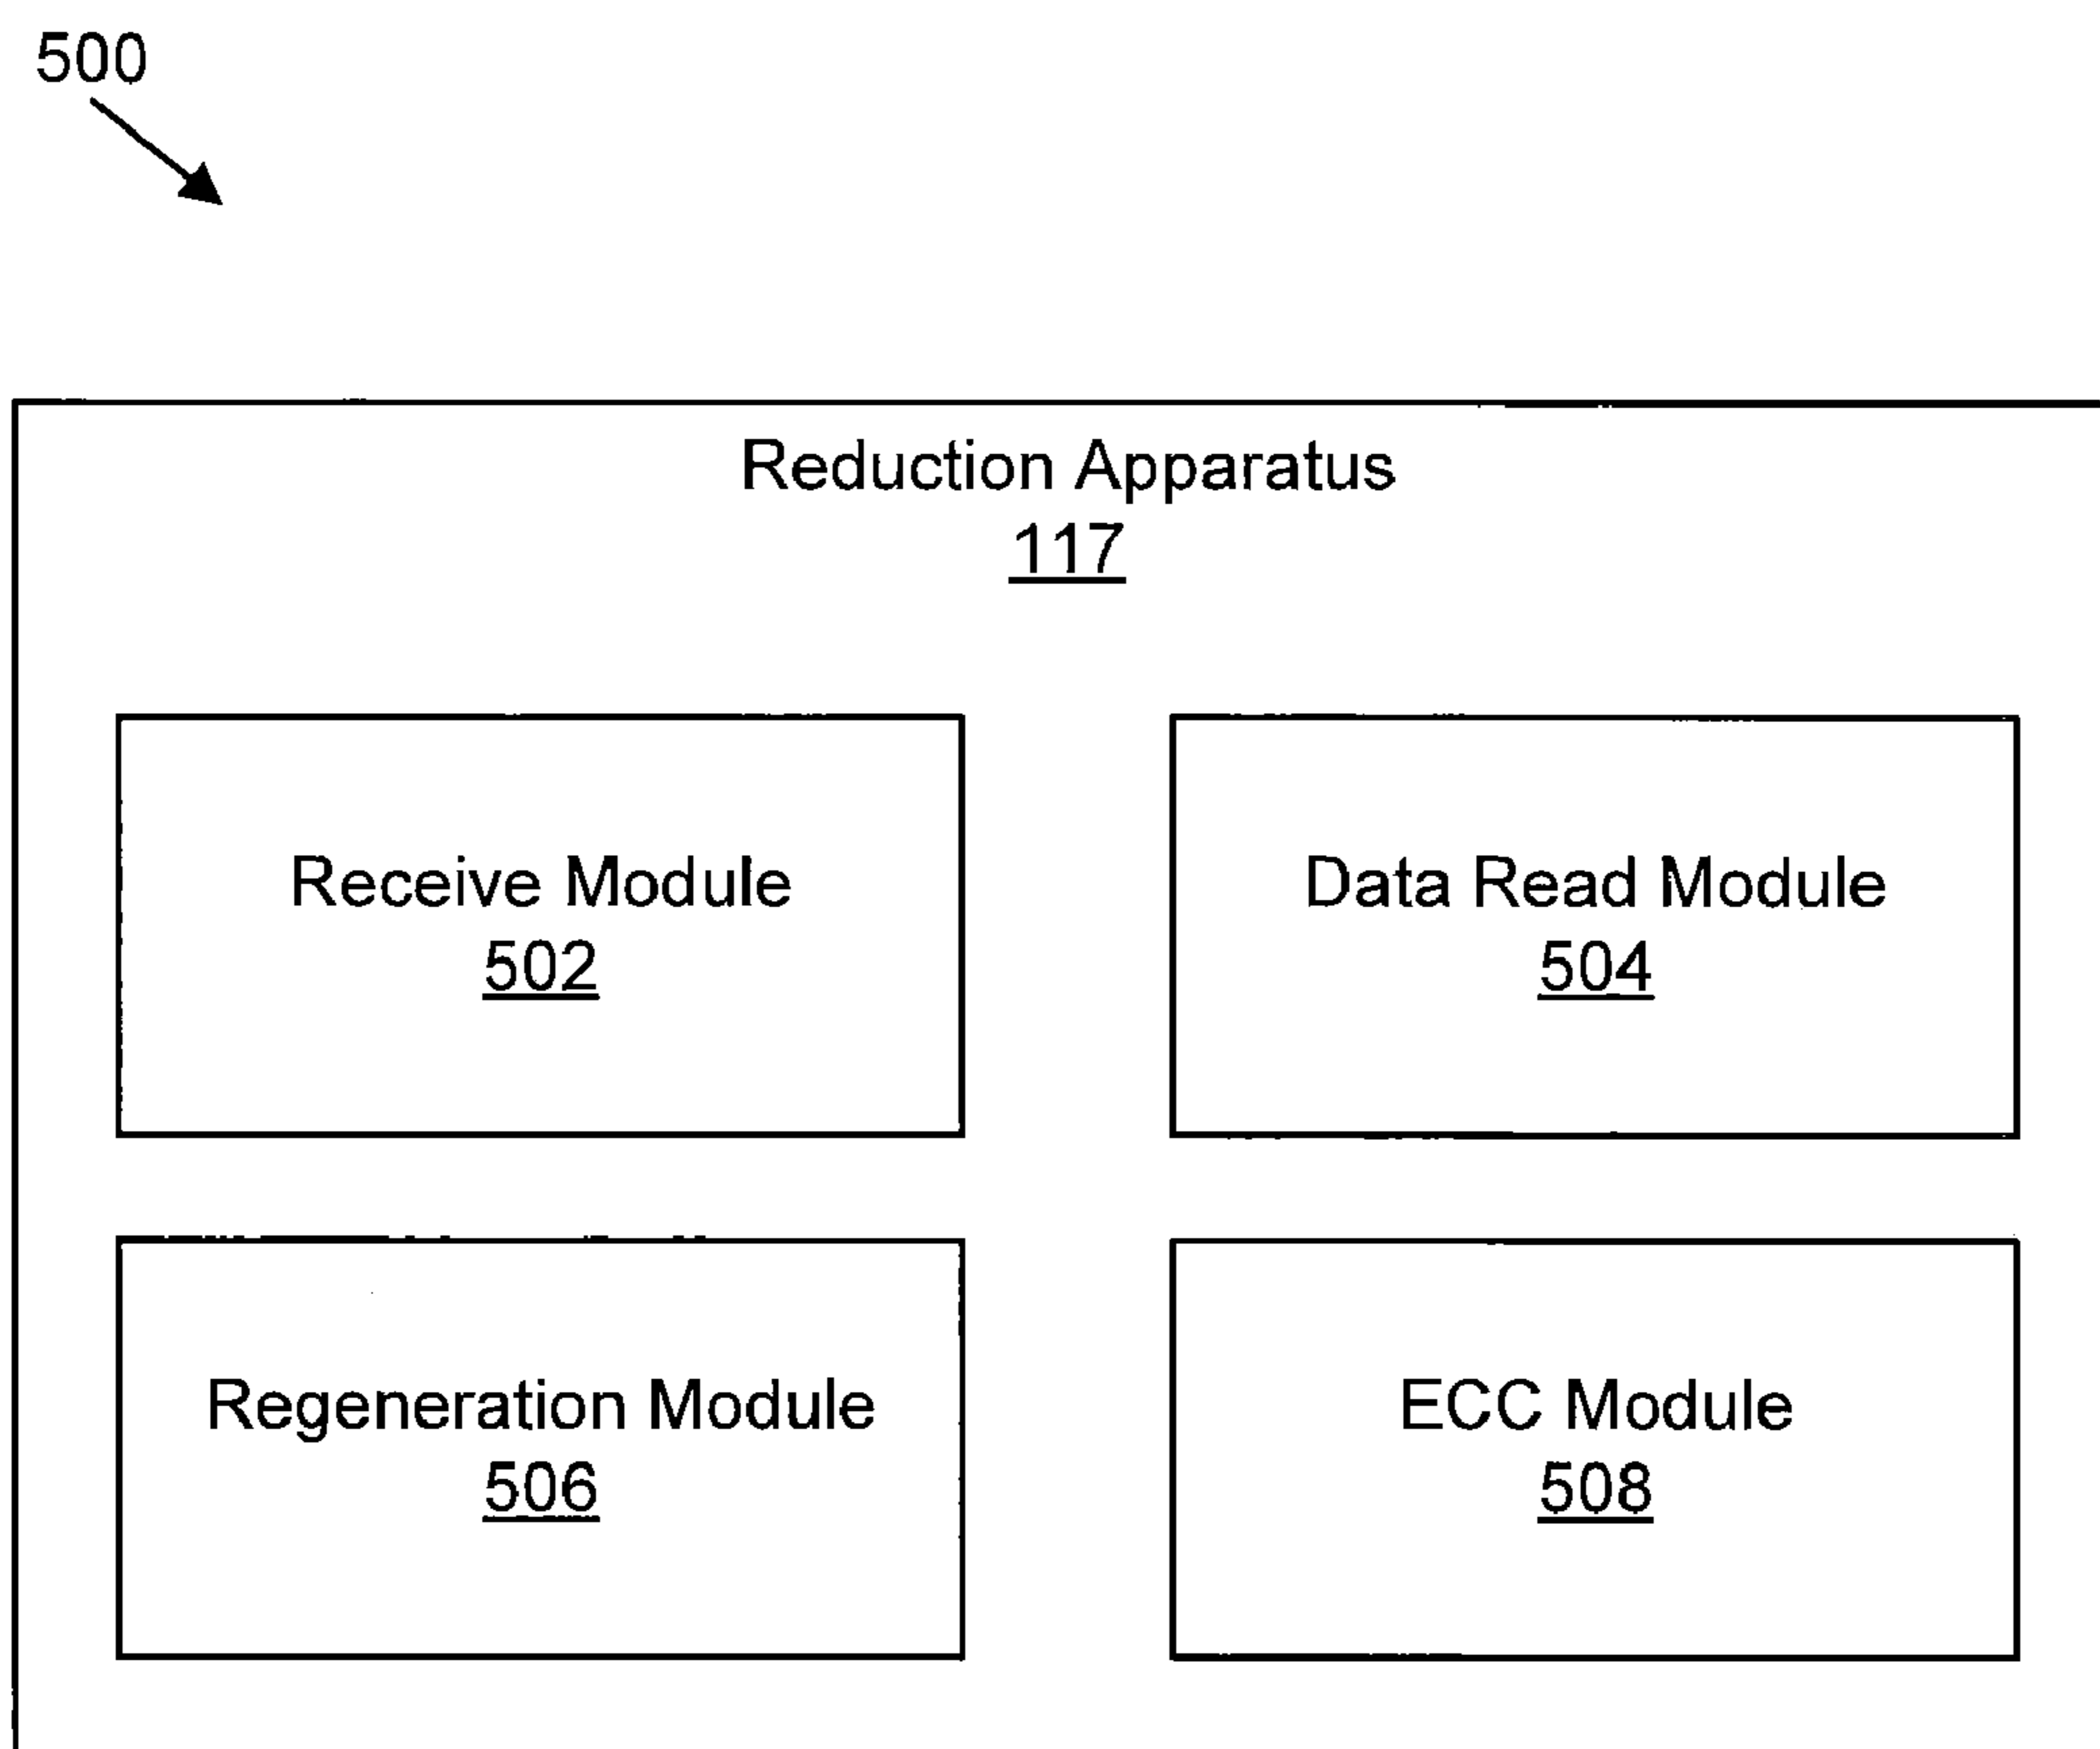 500
Reduction Apparatus
117
Receive Module
502
Data Read Module
504
Regeneration Module
506
ECC Module
508